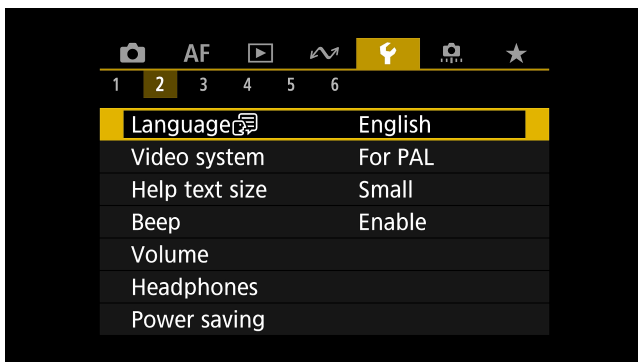 AF
1 2 3 4 5 6
Language English
Video system For PAL
Help text size Small
Beep Enable
Volume
Headphones
Power saving